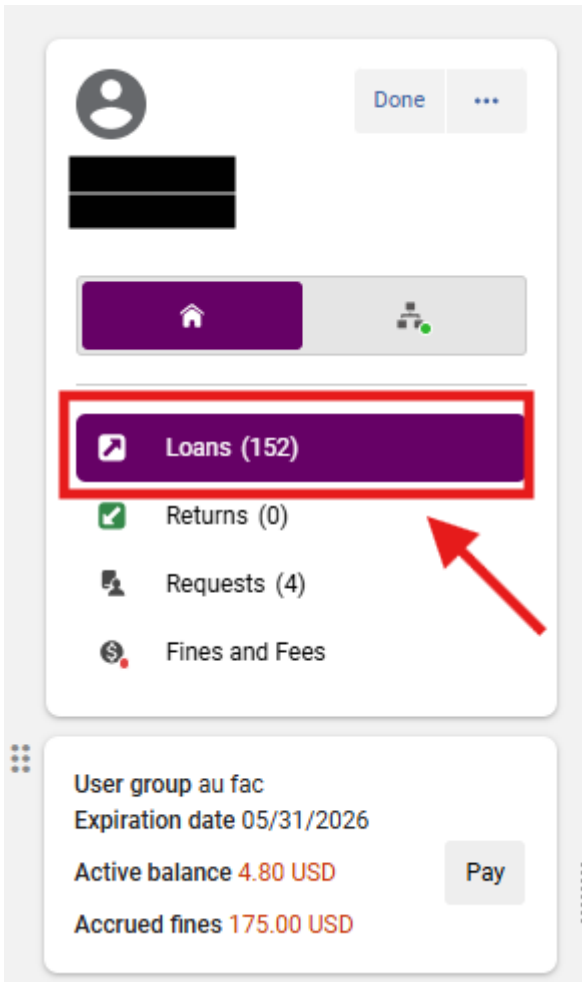 Done
Loans (152)
Returns (0)
Requests (4)
Fines and Fees
User group au fac
Expiration date 05/31/2026
Active balance 4.80 USD
Pay
Accrued fines 175.00 USD